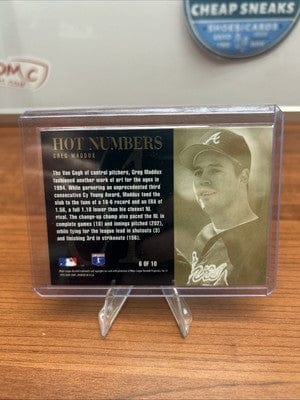 CHEAP SNEAKS
SHOES/CARDS
HOT NUMBERS
GREG MADDUX
The Van Gogh of control pitchers, Greg Maddux
fashioned another work of art for the ages in
1994. While garnering an unprecedented third
consecutive Cy Young Award, Maddux toed the
slab to the tune of a 16-6 record and an ERA of
1.56, a full 1.10 lower than his closest NL
rival. The change-up champ also paced the NL in
complete games (10) and innings pitched (202),
while tying for the league lead in shutouts (3)
and finishing 3rd in strikeouts (156).
6 OF 10
A